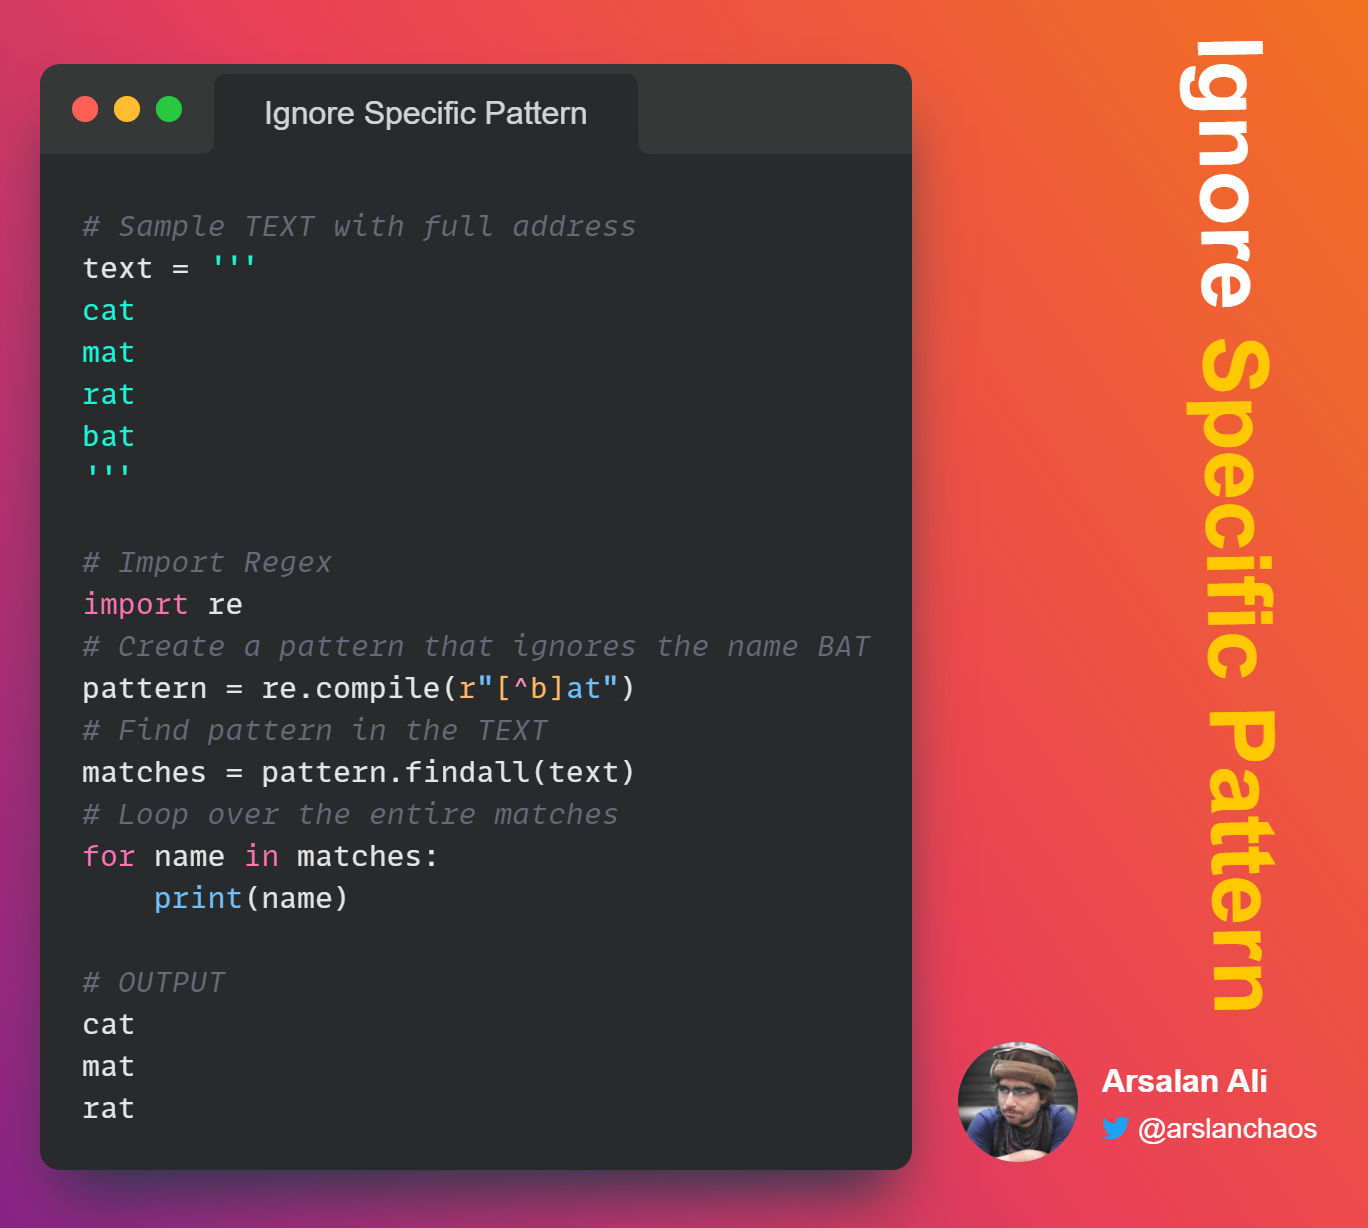 Ignore Specific Pattern
# Sample TEXT with full address
text = '''
cat
mat
rat
bat
'''
# Import Regex
import re
# Create a pattern that ignores the name BAT
pattern = re.compile(r"[^b]at")
# Find pattern in the TEXT
matches = pattern.findall(text)
# Loop over the entire matches
for name in matches:
    print(name)
# OUTPUT
cat
mat
rat
Ignore Specific Pattern
Arsalan Ali
@arslanchaos